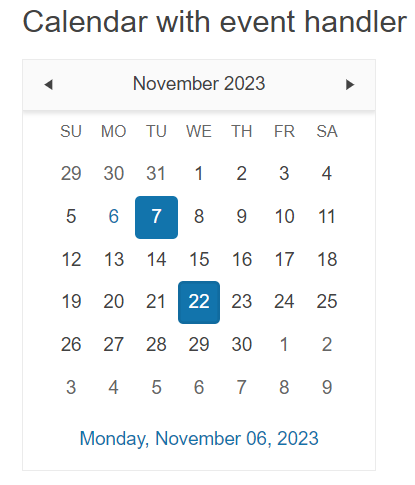 Calendar with event handler
November 2023
SU MO TU WE TH FR SA
29 30 31 1 2 3 4
5 6 7 8 9 10 11
12 13 14 15 16 17 18
19 20 21 22 23 24 25
26 27 28 29 30 1 2
3 4 5 6 7 8 9
Monday, November 06, 2023